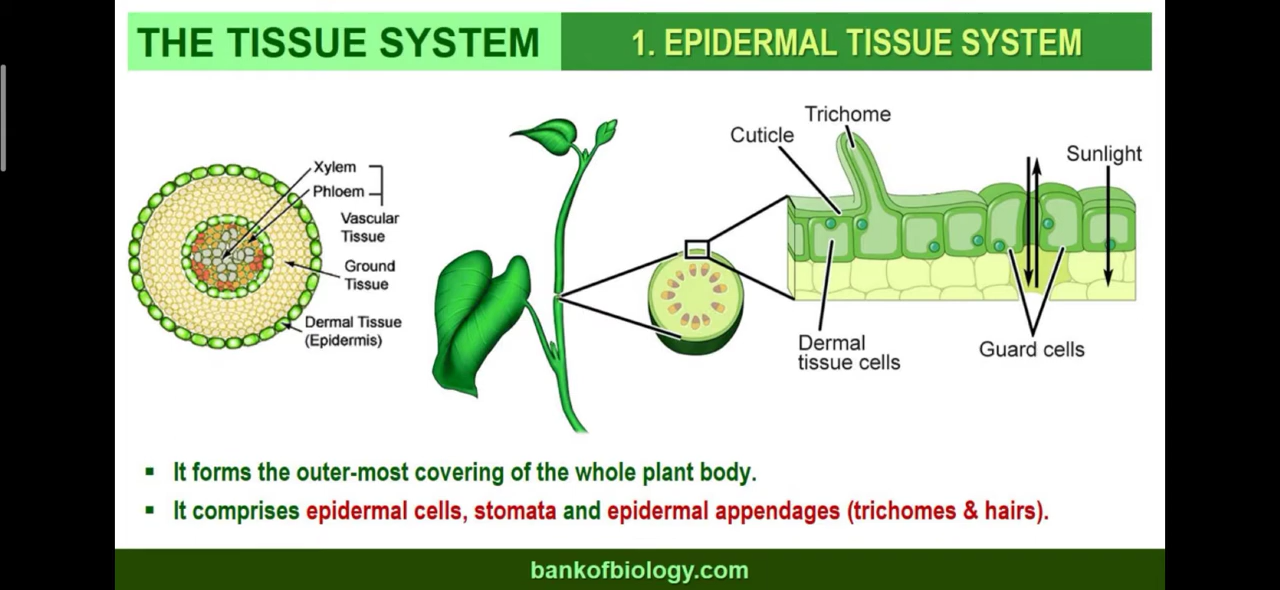 THE TISSUE SYSTEM
1. EPIDERMAL TISSUE SYSTEM
Xylem
Phloem
Vascular
Tissue
Ground
Tissue
Dermal Tissue
(Epidermis)
Trichome
Cuticle
Sunlight
Dermal
tissue cells
Guard cells
▪ It forms the outer-most covering of the whole plant body.
▪ It comprises epidermal cells, stomata and epidermal appendages (trichomes & hairs).
bankofbiology.com